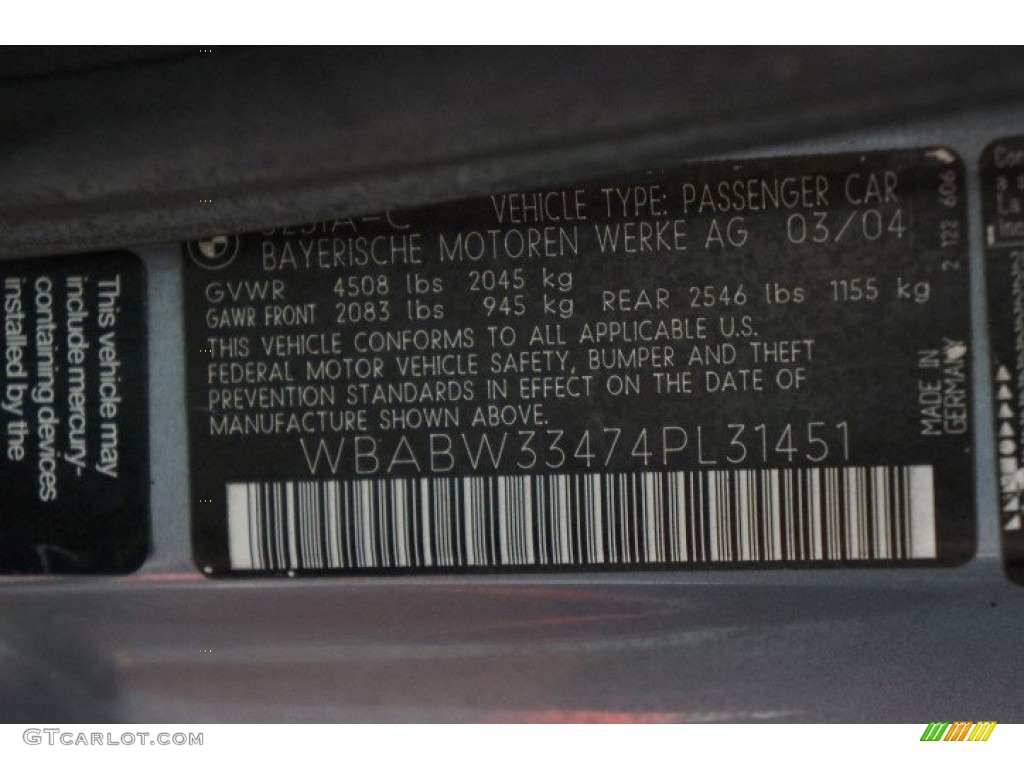 VEHICLE TYPE: PASSENGER CAR
BAYERISCHE MOTOREN WERKE AG 03/04
GVWR 4508 lbs 2045 kg
GAWR FRONT 2083 lbs 945 kg REAR 2546 lbs 1155 kg
THIS VEHICLE CONFORMS TO ALL APPLICABLE U.S.
FEDERAL MOTOR VEHICLE SAFETY, BUMPER AND THEFT
PREVENTION STANDARDS IN EFFECT ON THE DATE OF
MANUFACTURE SHOWN ABOVE.
WBABW33474PL31451
MADE IN
GERMANY
2 122 606
This vehicle may
include mercury-
containing devices
installed by the
GTCARLOT.COM